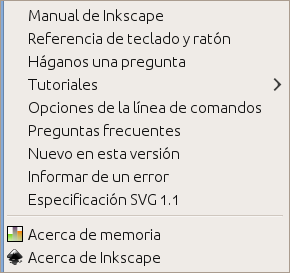 Manual de Inkscape
Referencia de teclado y ratón
Háganos una pregunta
Tutoriales
Opciones de la línea de comandos
Preguntas frecuentes
Nuevo en esta versión
Informar de un error
Especificación SVG 1.1
Acerca de memoria
Acerca de Inkscape